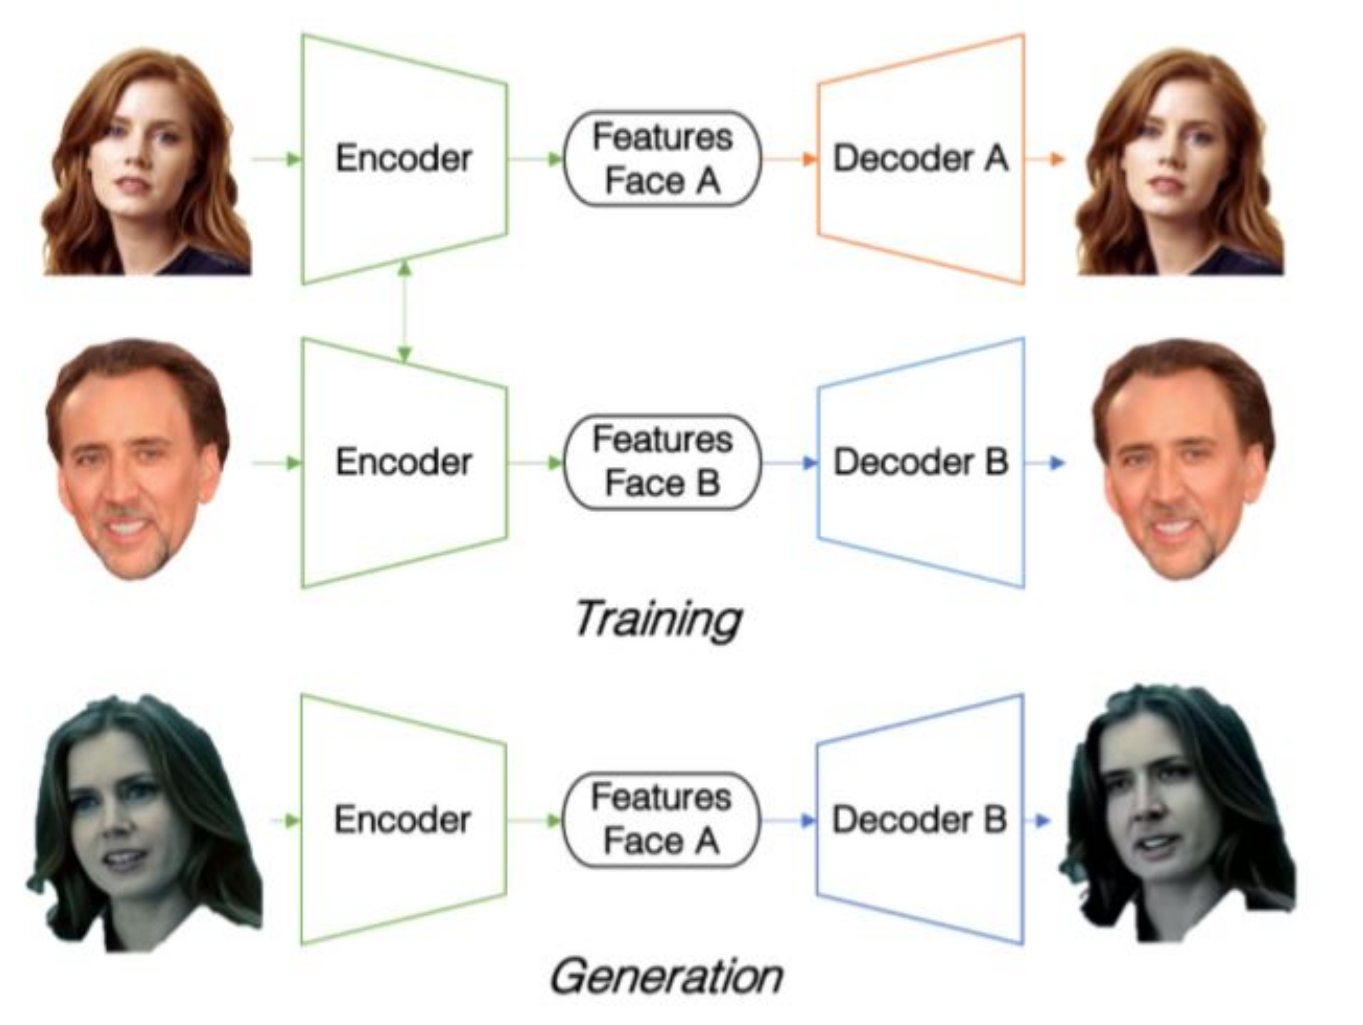 Encoder
Features
Face A
Decoder A
Encoder
Features
Face B
Decoder B
Training
Encoder
Features
Face A
Decoder B
Generation